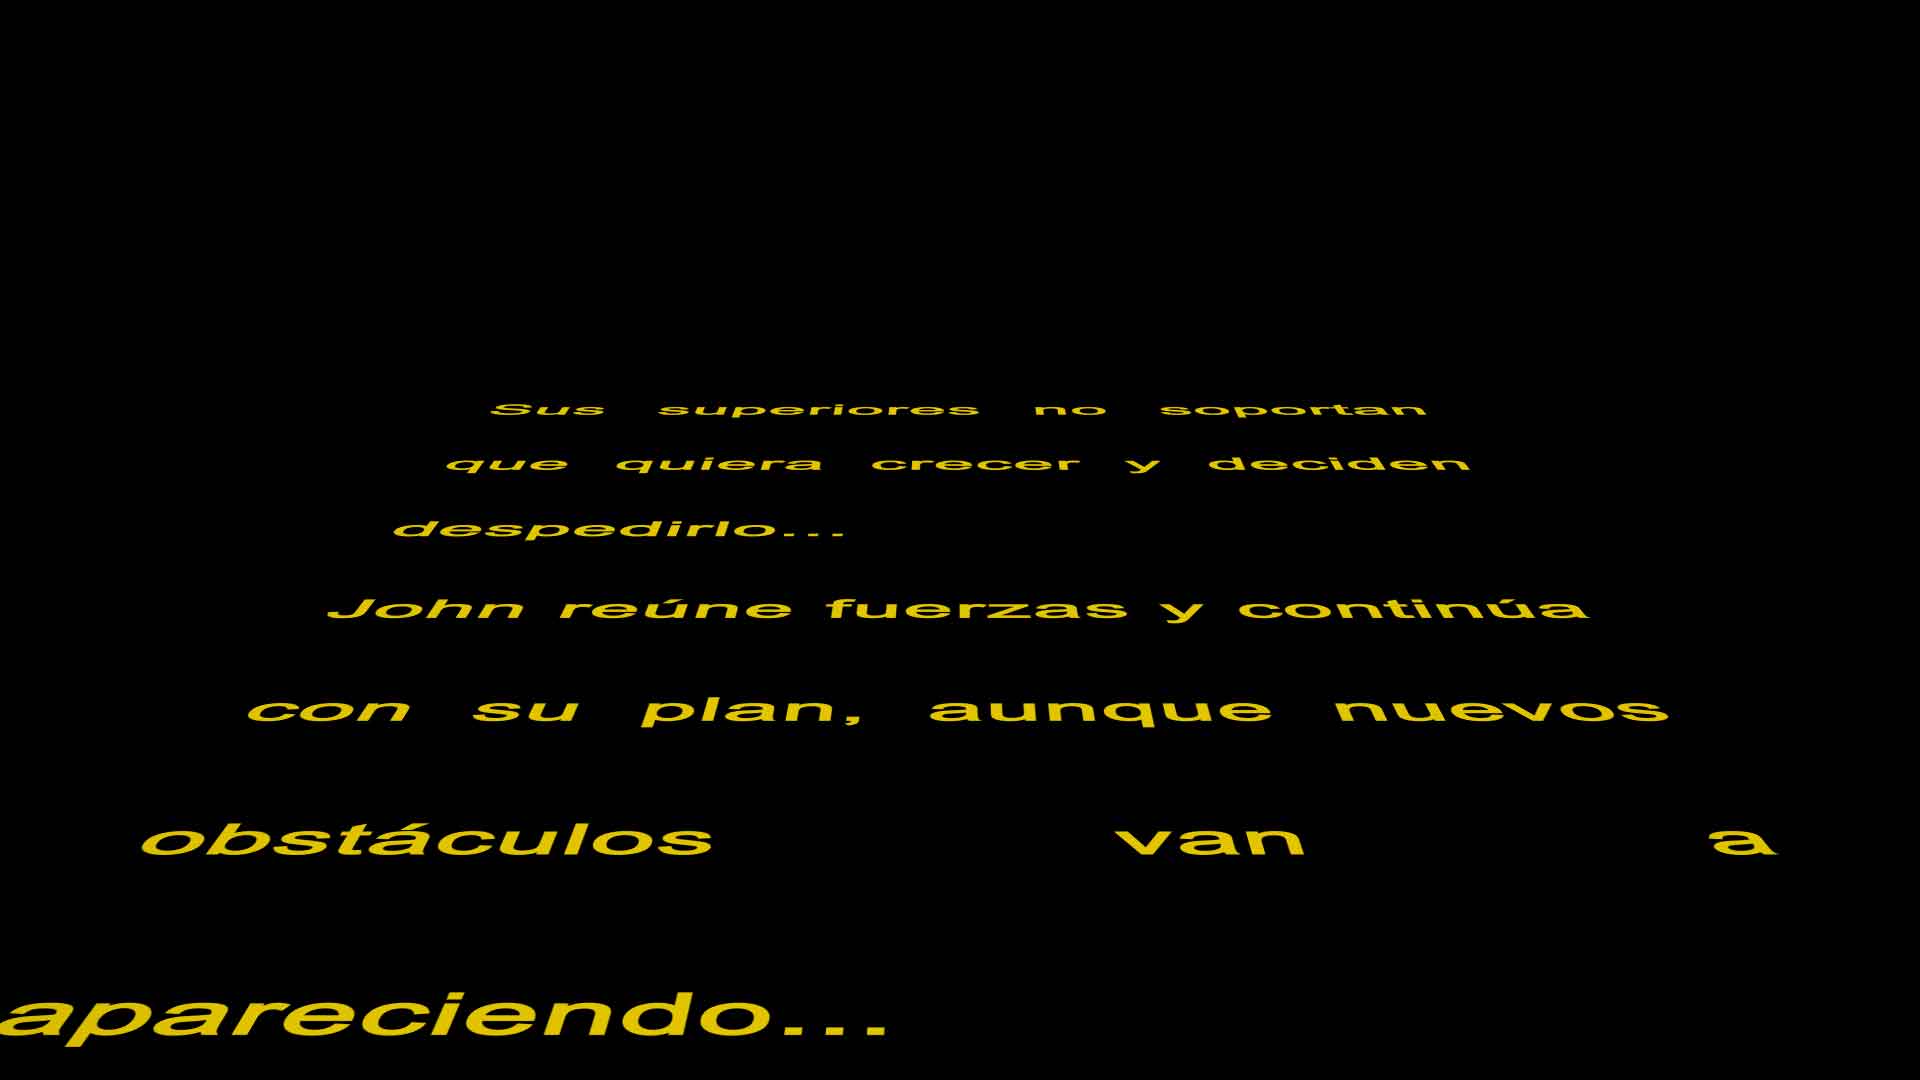 Sus superiores no soportan
que quiera crecer y deciden
despedirlo...
John reúne fuerzas y continúa
con su plan, aunque nuevos
obstáculos van a
apareciendo...